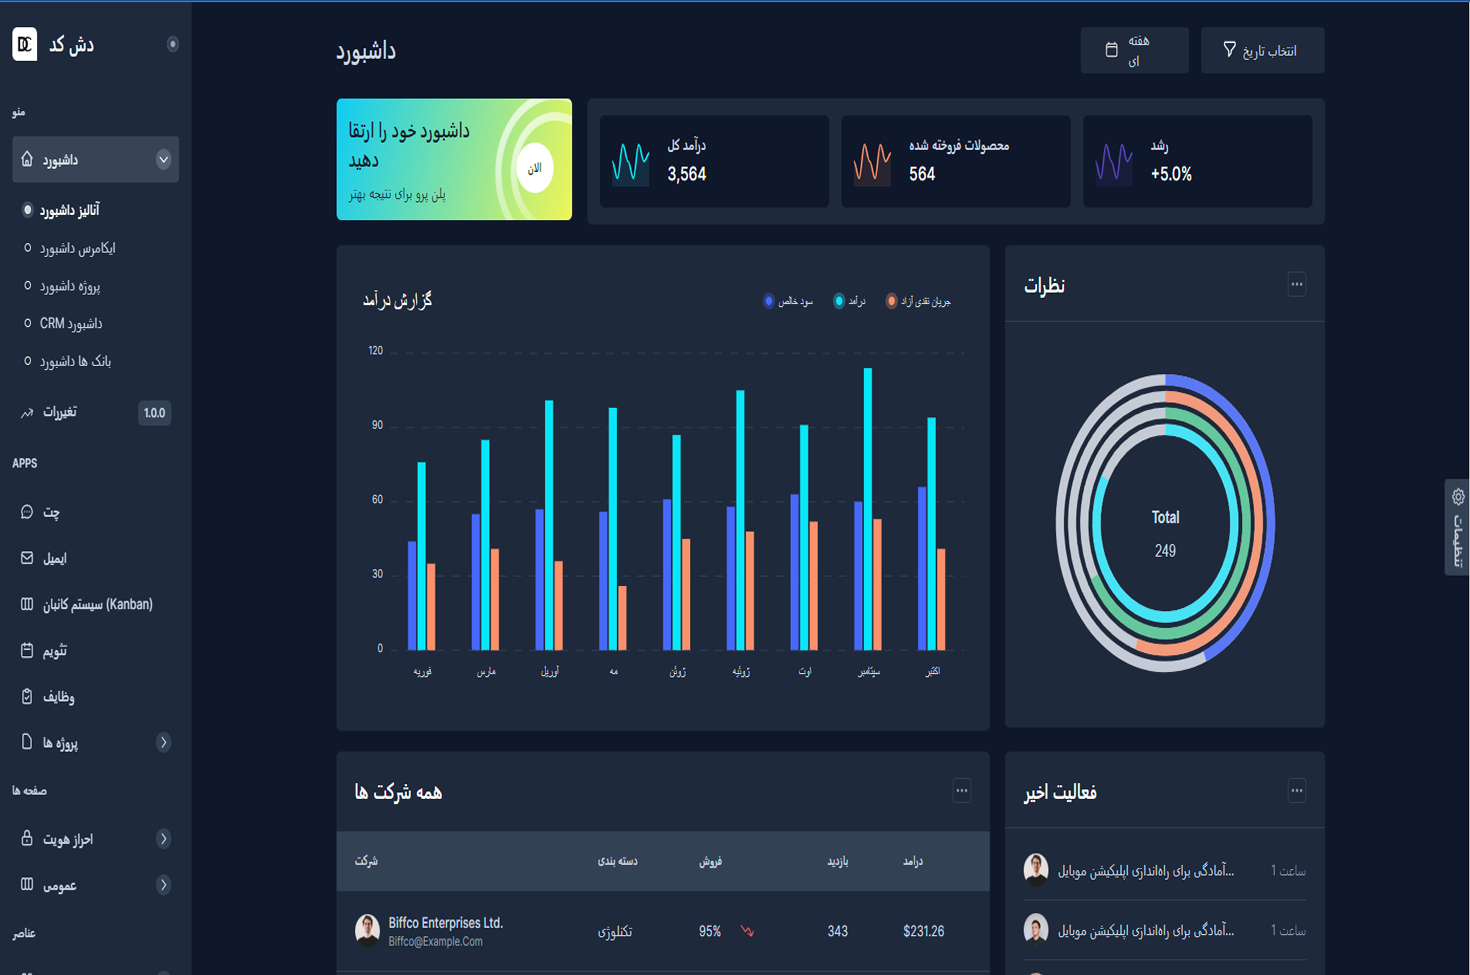 دش کد
منو
داشبورد
آنالیز داشبورد
ایکامرس داشبورد
پروژه داشبورد
داشبورد CRM
بانک ها داشبورد
تغییرات
1.0.0
APPS
چت
ایمیل
سیستم کانبان (Kanban)
تئویم
وظایف
پروژه ها
صفحه ها
احراز هویت
عمومی
عناصر
داشبورد
هفته
ای
انتخاب تاریخ
داشبورد خود را ارتقا
دهید
پلن پرو برای نتیجه بهتر
الان
درآمد کل
3,564
محصولات فروخته شده
564
رشد
+5.0%
گزارش درآمد
سود خالص
درآمد
جریان نقدی آزاد
120
90
60
30
0
فوریه
مارس
آوریل
مه
ژوئن
ژوئیه
اوت
سپتامبر
اکتبر
نظرات
Total
249
تنظیمات
همه شرکت ها
شرکت
دسته بندی
فروش
بازدید
درامد
Biffco Enterprises Ltd.
Biffco@Example.Com
تکنلوژی
95%
343
$231.26
فعالیت اخیر
آمادگی برای راه‌اندازی اپلیکیشن موبایل...
1 ساعت
آمادگی برای راه‌اندازی اپلیکیشن موبایل...
1 ساعت